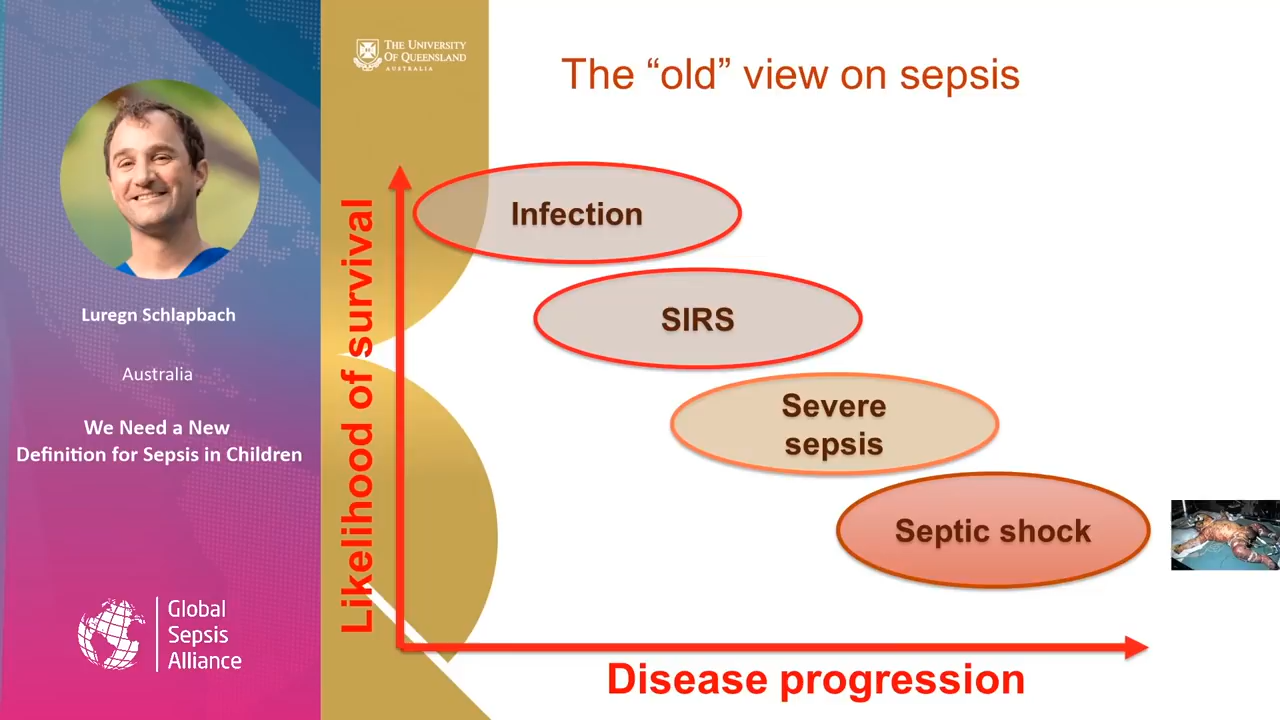 THE UNIVERSITY
OF QUEENSLAND
AUSTRALIA
The “old” view on sepsis
Luregn Schlapbach
Australia
We Need a New
Definition for Sepsis in Children
Global
Sepsis
Alliance
Likelihood of survival
Infection
SIRS
Severe
sepsis
Septic shock
Disease progression